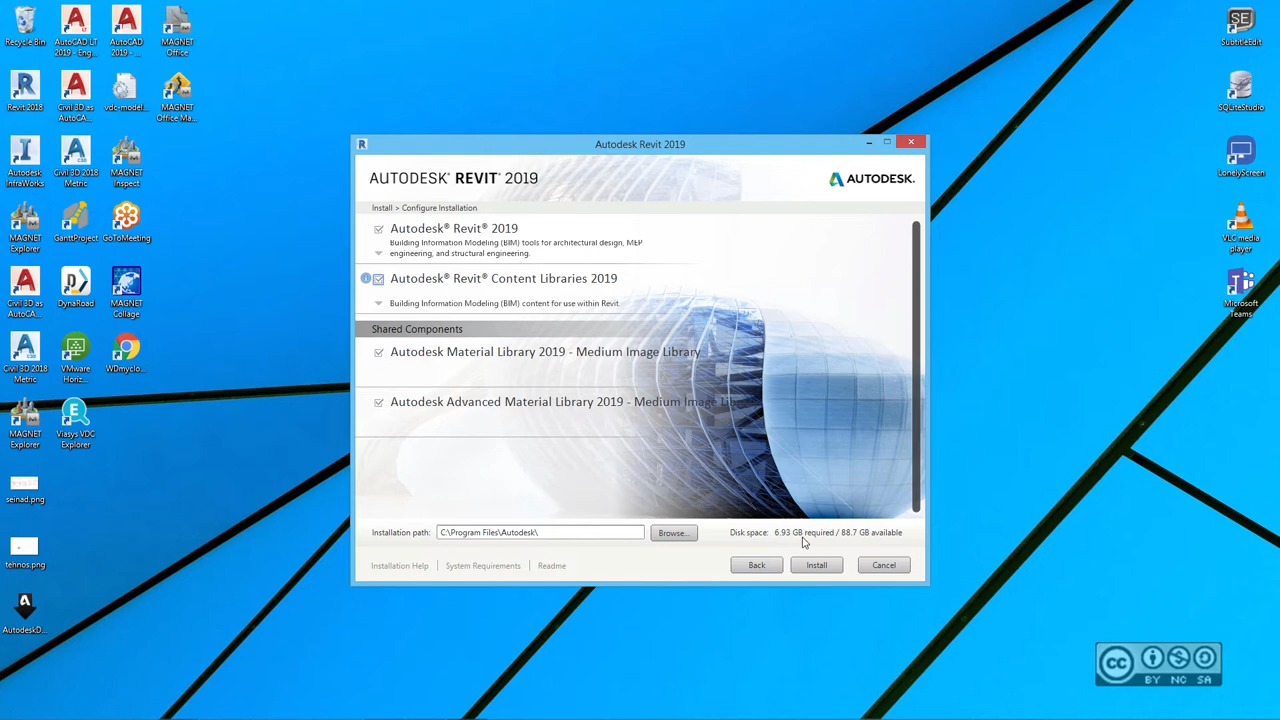 Recycle Bin
AutoCAD LT
2019 - Eng...
AutoCAD
2019 - ...
MAGNET
Office
Revit 2018
Civil 3D as
AutoCA...
vdc-model...
MAGNET
Office Ma...
Autodesk
InfraWorks
Civil 3D 2018
Metric
MAGNET
Inspect
MAGNET
Explorer
GanttProject
GoToMeeting
Civil 3D as
AutoCA...
DynaRoad
MAGNET
Collage
Civil 3D 2018
Metric
VMware
Horiz...
WDmyclo...
MAGNET
Explorer
Viasys VDC
Explorer
seinad.png
tehnos.png
AutodeskD...
SE
SubtitleEdit
SQLiteStudio
LonelyScreen
VLC media
player
Microsoft
Teams
Autodesk Revit 2019
AUTODESK® REVIT® 2019
AUTODESK.
Install > Configure Installation
Autodesk® Revit® 2019
Building Information Modeling (BIM) tools for architectural design, MEP
engineering, and structural engineering.
Autodesk® Revit® Content Libraries 2019
Building Information Modeling (BIM) content for use within Revit.
Shared Components
Autodesk Material Library 2019 - Medium Image Library
Autodesk Advanced Material Library 2019 - Medium Image
Installation path: C:\Program Files\Autodesk\ Browse... Disk space: 6.93 GB required / 88.7 GB available
Installation Help System Requirements Readme Back Install Cancel
cc BY NC SA